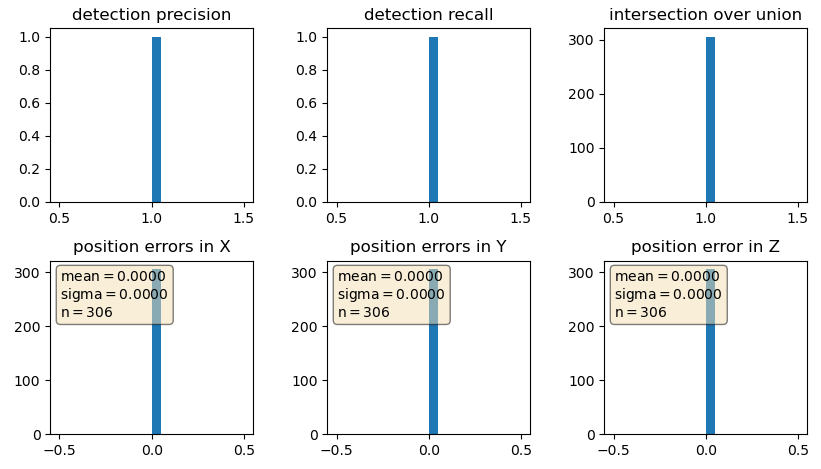 detection precision
detection recall
intersection over union
1.0
0.8
0.6
0.4
0.2
0.0
0.5 1.0 1.5
1.0
0.8
0.6
0.4
0.2
0.0
0.5 1.0 1.5
300
200
100
0
0.5 1.0 1.5
position errors in X
position errors in Y
position error in Z
300
200
100
0
mean = 0.0000
sigma = 0.0000
n = 306
−0.5 0.0 0.5
300
200
100
0
mean = 0.0000
sigma = 0.0000
n = 306
−0.5 0.0 0.5
300
200
100
0
mean = 0.0000
sigma = 0.0000
n = 306
−0.5 0.0 0.5